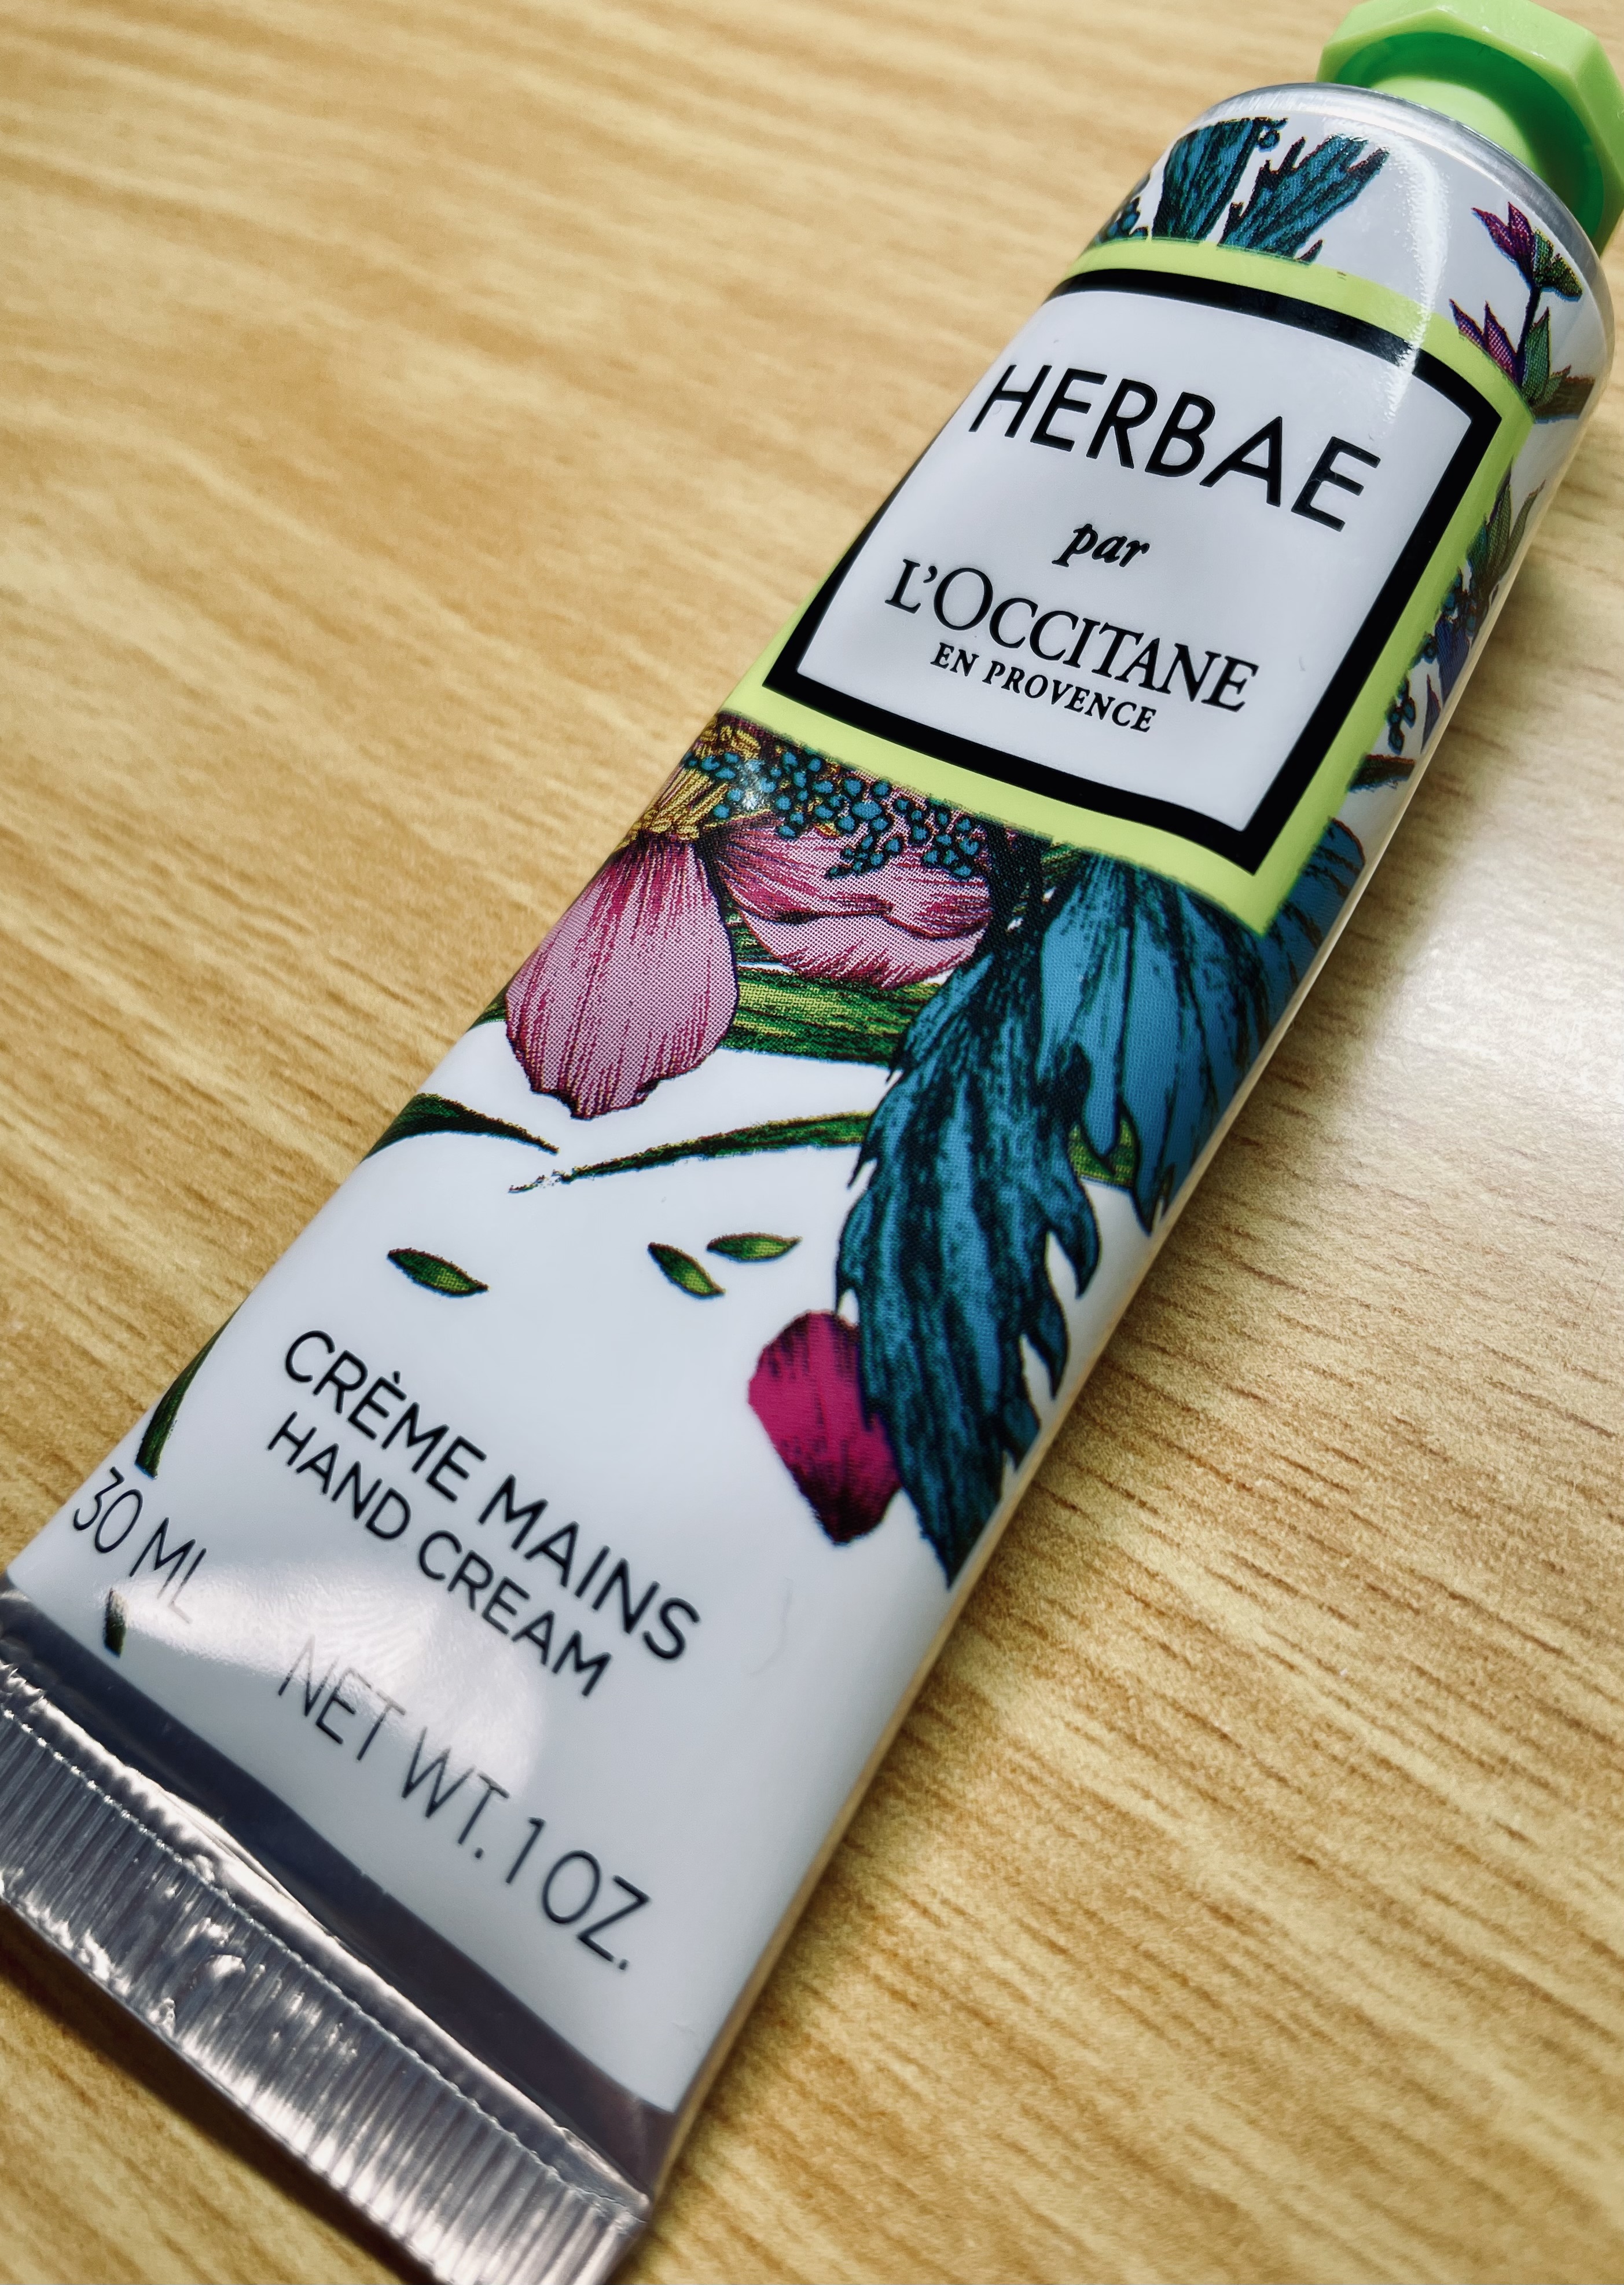 HERBAE
par
L'OCCITANE
EN PROVENCE
CRÈME MAINS
HAND CREAM
30 ML
NET WT. 1 OZ.